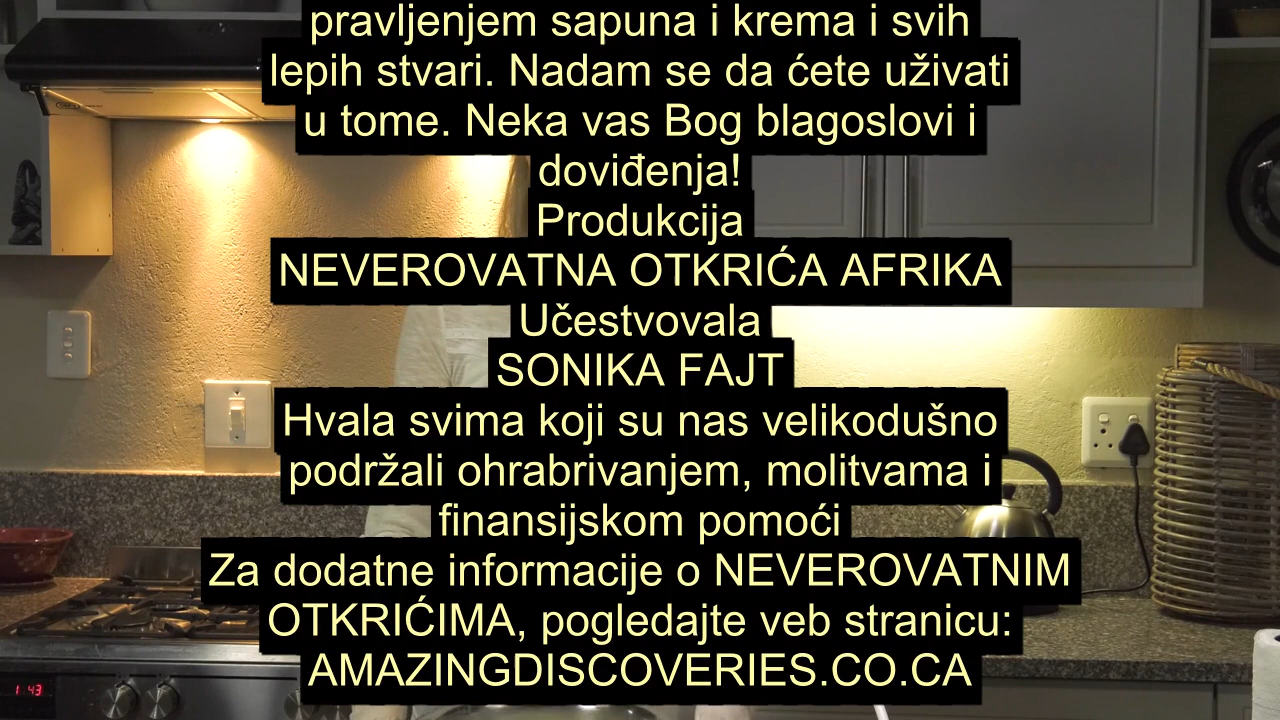 pravljenjem sapuna i krema i svih
lepih stvari. Nadam se da ćete uživati
u tome. Neka vas Bog blagoslovi i
doviđenja!
Produkcija
NEVEROVATNA OTKRIĆA AFRIKA
Učestvovala
SONIKA FAJT
Hvala svima koji su nas velikodušno
podržali ohrabrivanjem, molitvama i
finansijskom pomoći
Za dodatne informacije o NEVEROVATNIM
OTKRIĆIMA, pogledajte veb stranicu:
AMAZINGDISCOVERIES.CO.CA
1:43